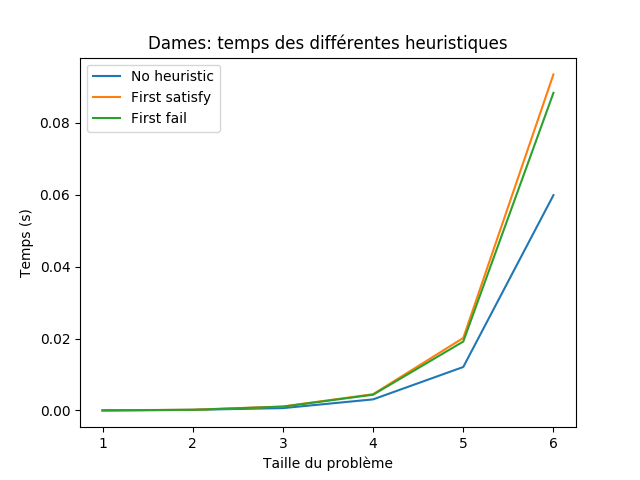 Dames: temps des différentes heuristiques
No heuristic
First satisfy
First fail
Temps (s)
0.08
0.06
0.04
0.02
0.00
1 2 3 4 5 6
Taille du problème